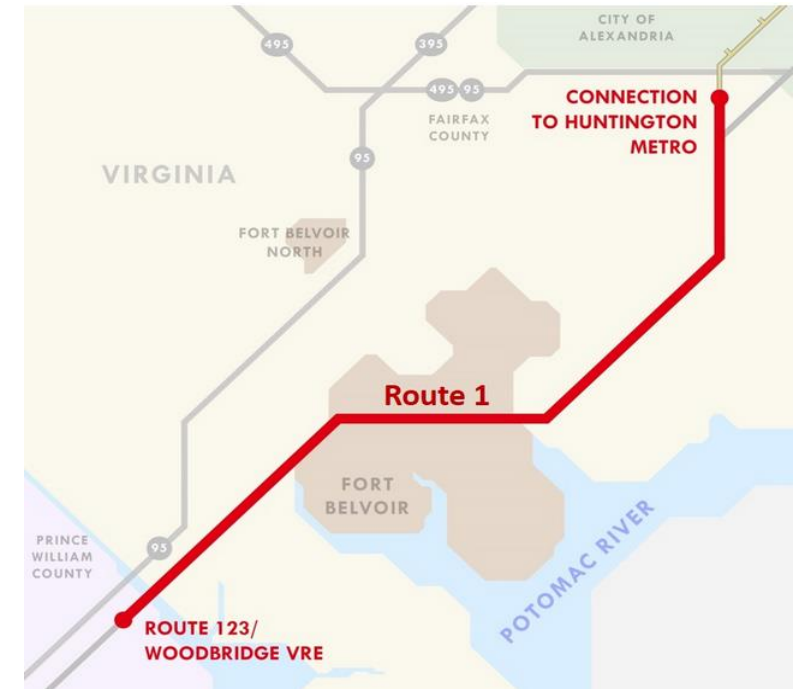 CITY OF
ALEXANDRIA
495
395
495 95
CONNECTION
TO HUNTINGTON
METRO
FAIRFAX
COUNTY
95
VIRGINIA
FORT BELVOIR
NORTH
Route 1
FORT
BELVOIR
POTOMAC RIVER
PRINCE
WILLIAM
COUNTY
95
ROUTE 123/
WOODBRIDGE VRE